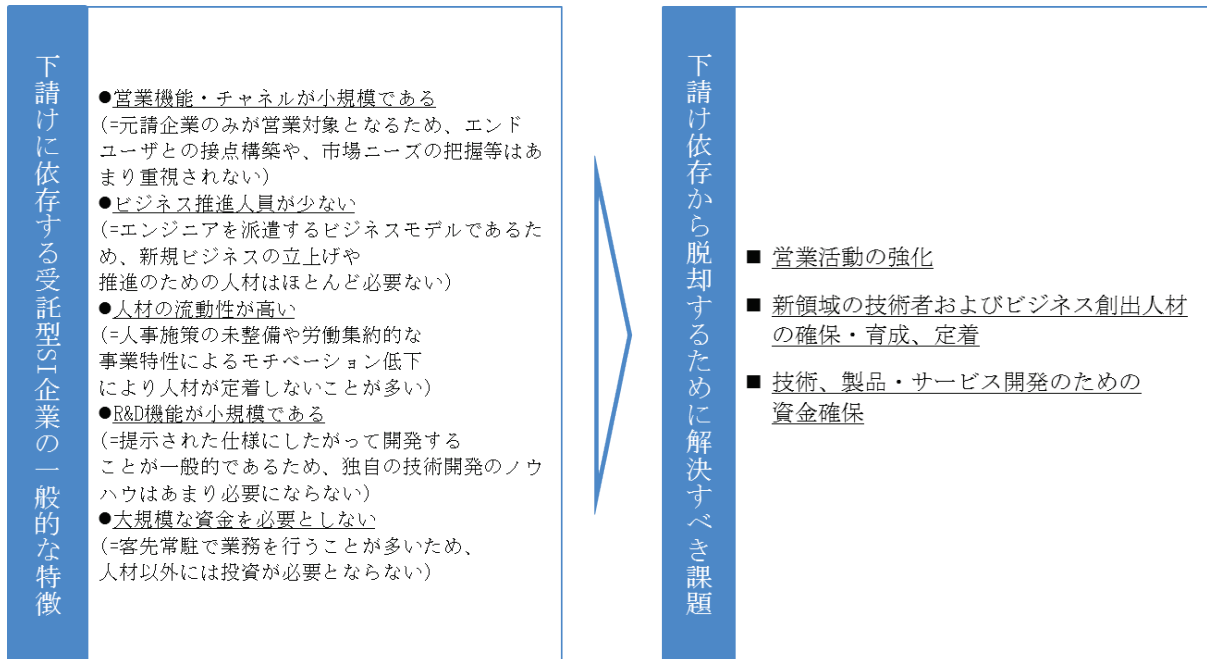 下請けに依存する受託型SI企業の一般的な特徴
●営業機能・チャネルが小規模である
(=元請企業のみが営業対象となるため、エンド
ユーザとの接点構築や、市場ニーズの把握等はあ
まり重視されない)
●ビジネス推進人員が少ない
(=エンジニアを派遣するビジネスモデルであるた
め、新規ビジネスの立上げや
推進のための人材はほとんど必要ない)
●人材の流動性が高い
(=人事施策の未整備や労働集約的な
事業特性によるモチベーション低下
により人材が定着しないことが多い)
●R&D機能が小規模である
(=提示された仕様にしたがって開発する
ことが一般的であるため、独自の技術開発のノウ
ハウはあまり必要にならない)
●大規模な資金を必要としない
(=客先常駐で業務を行うことが多いため、
人材以外には投資が必要とならない)
下請け依存から脱却するために解決すべき課題
■ 営業活動の強化
■ 新領域の技術者およびビジネス創出人材
の確保・育成、定着
■ 技術、製品・サービス開発のための
資金確保